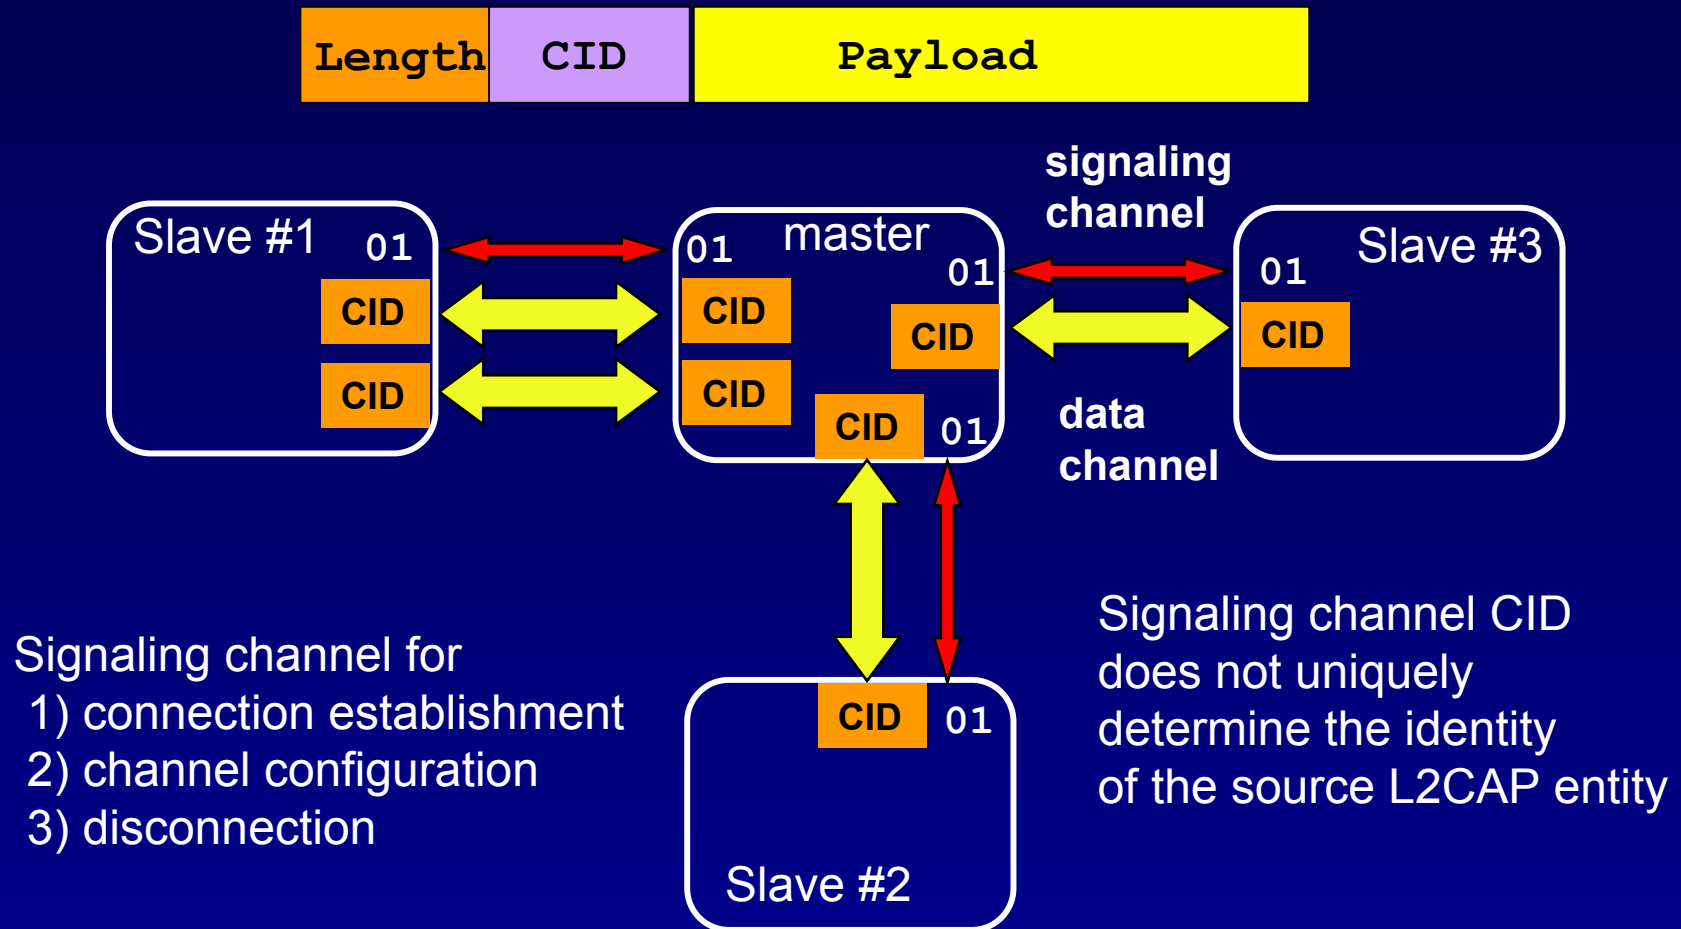 Length CID Payload
signaling
channel
Slave #1 01
01 master 01
01 Slave #3
CID
CID
CID
CID
CID
CID
CID 01
data
channel
Signaling channel for
1) connection establishment
2) channel configuration
3) disconnection
CID 01
Slave #2
Signaling channel CID
does not uniquely
determine the identity
of the source L2CAP entity